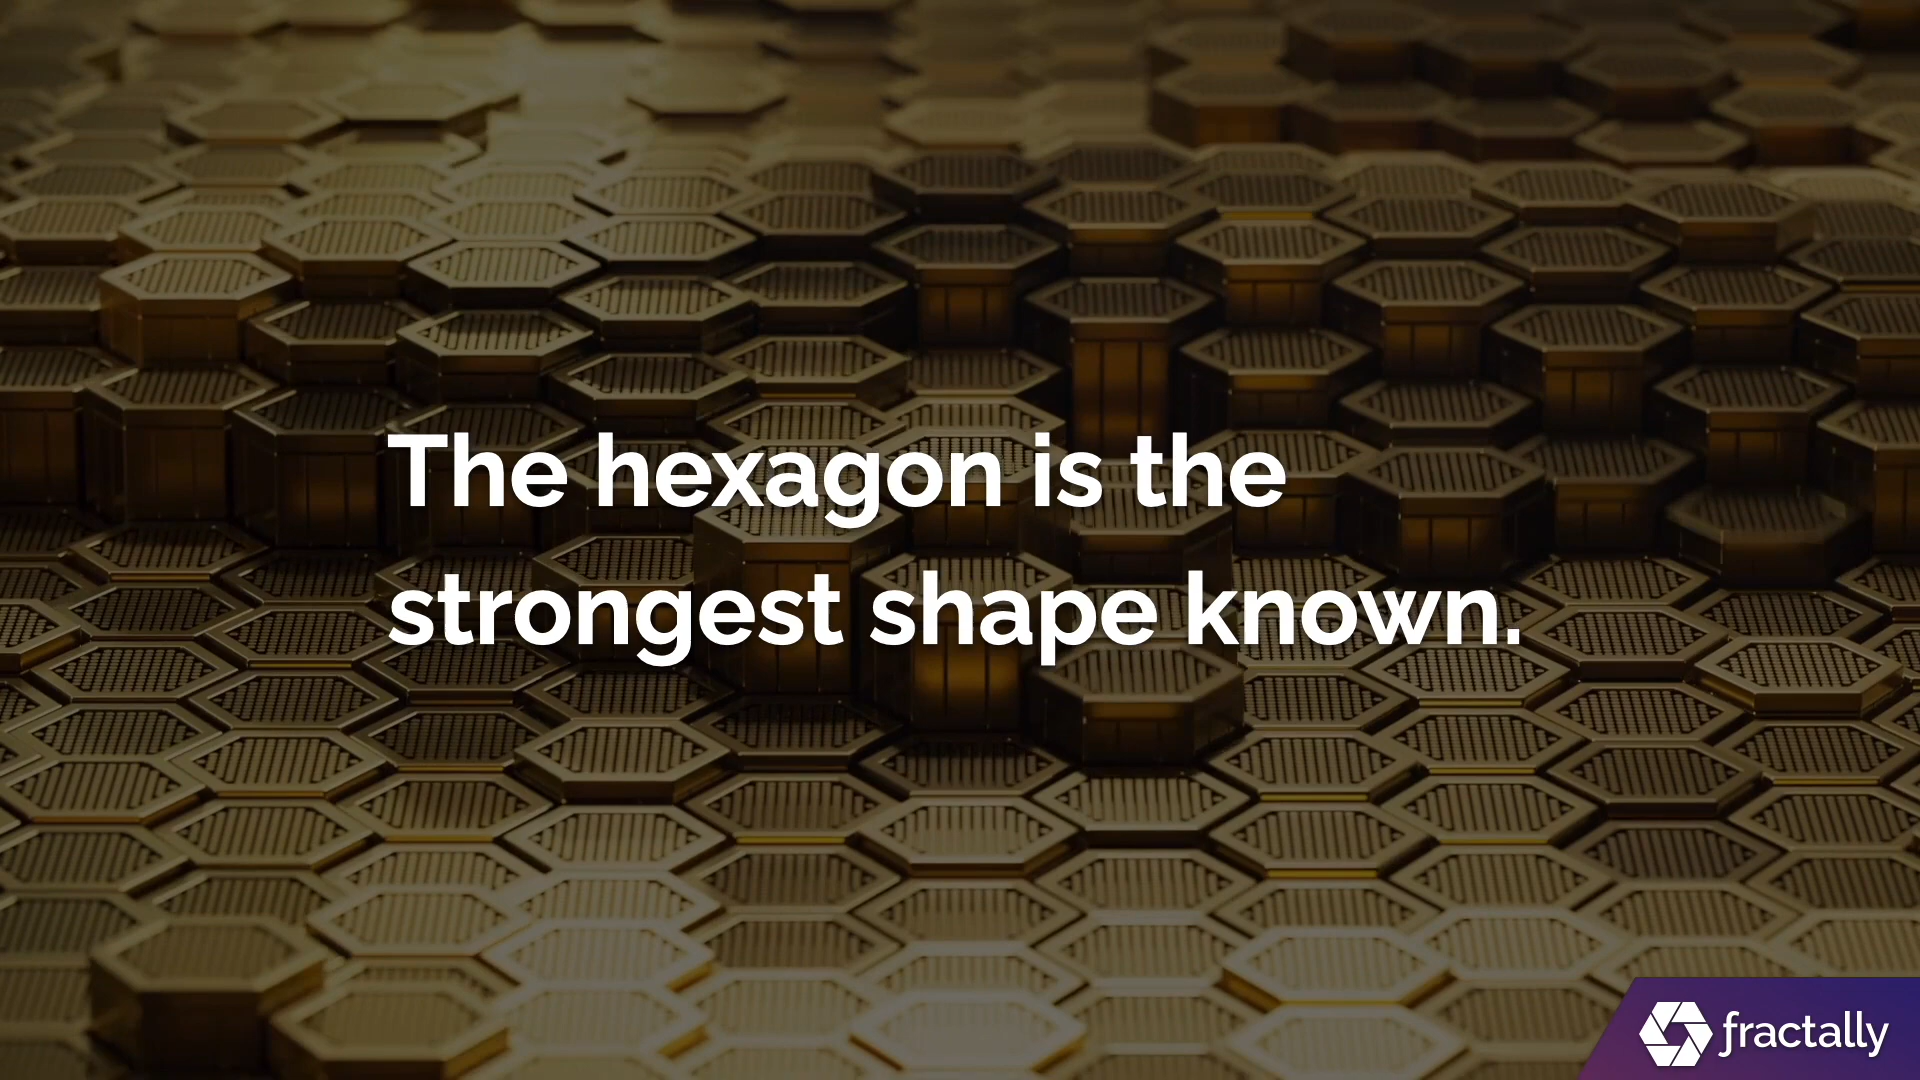 The hexagon is the
strongest shape known.
fractally